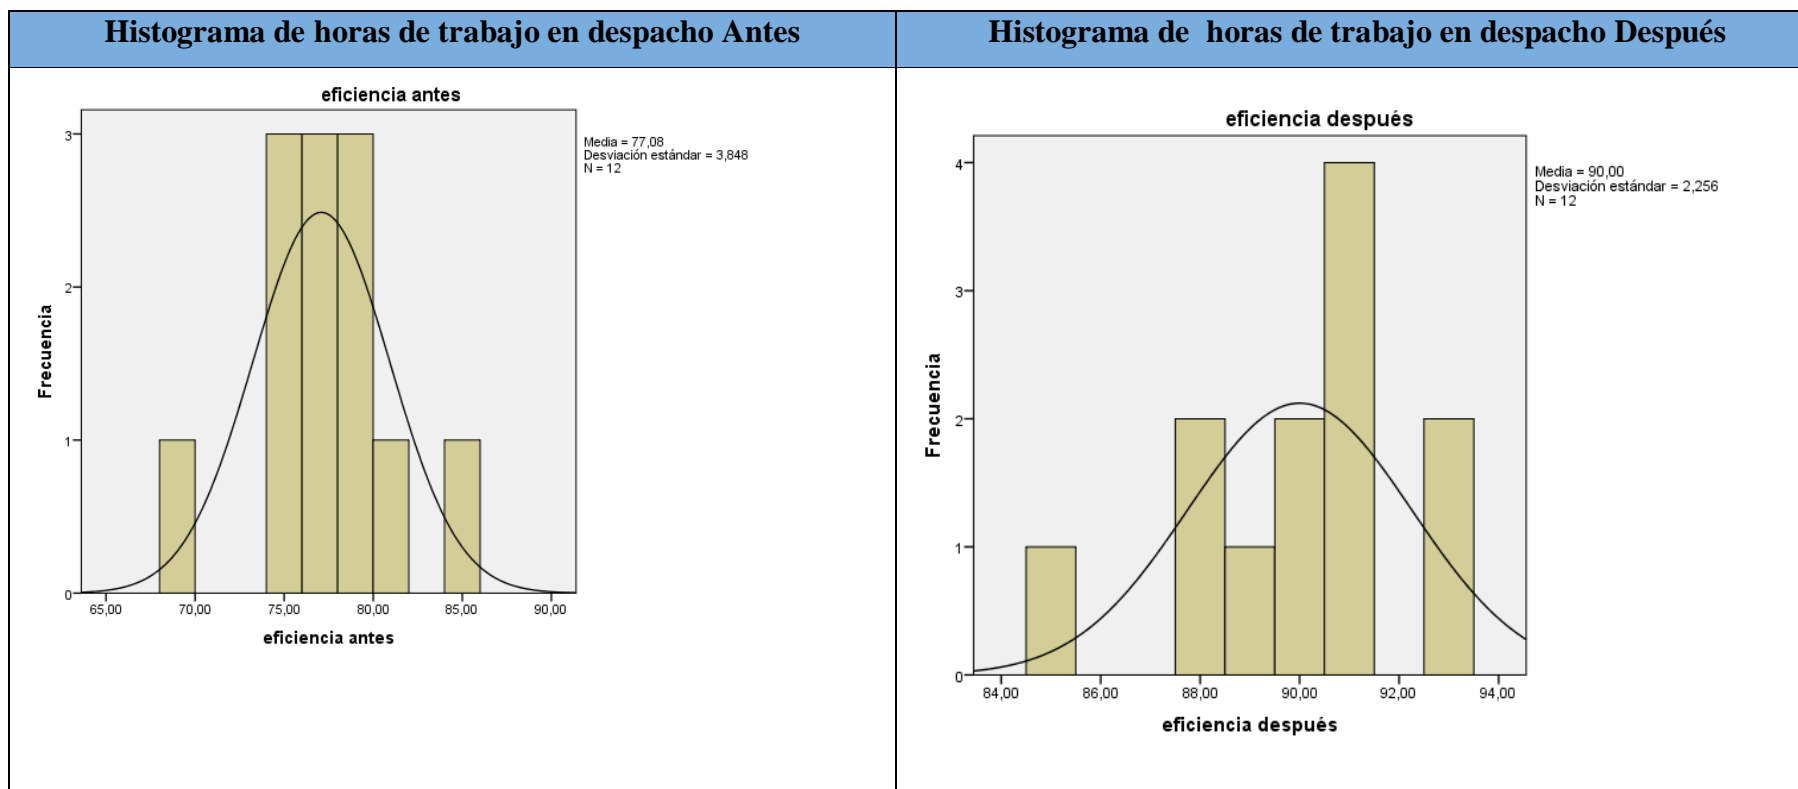 Histograma de horas de trabajo en despacho Antes
Histograma de horas de trabajo en despacho Después
eficiencia antes
Media = 77,08
Desviación estándar = 3,848
N = 12
Frecuencia
3
2
1
0
65,00 70,00 75,00 80,00 85,00 90,00
eficiencia antes
eficiencia después
Media = 90,00
Desviación estándar = 2,256
N = 12
Frecuencia
4
3
2
1
0
84,00 86,00 88,00 90,00 92,00 94,00
eficiencia después